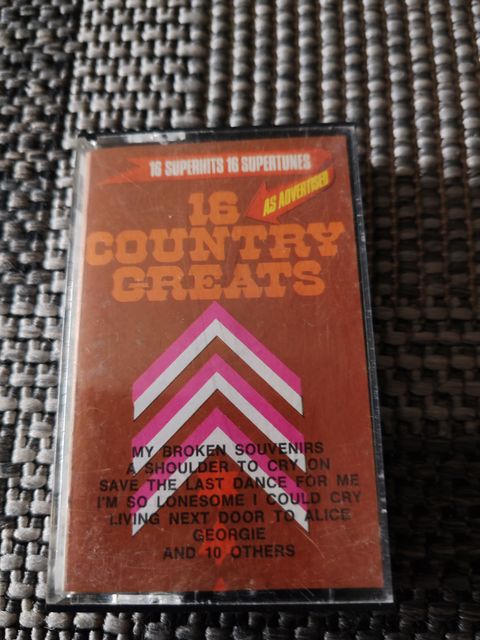 16 SUPERHITS 16 SUPERTUNES
AS ADVERTISED
16
COUNTRY
GREATS
MY BROKEN SOUVENIRS
A SHOULDER TO CRY ON
SAVE THE LAST DANCE FOR ME
I'M SO LONESOME I COULD CRY
LIVING NEXT DOOR TO ALICE
GEORGIE
AND 10 OTHERS